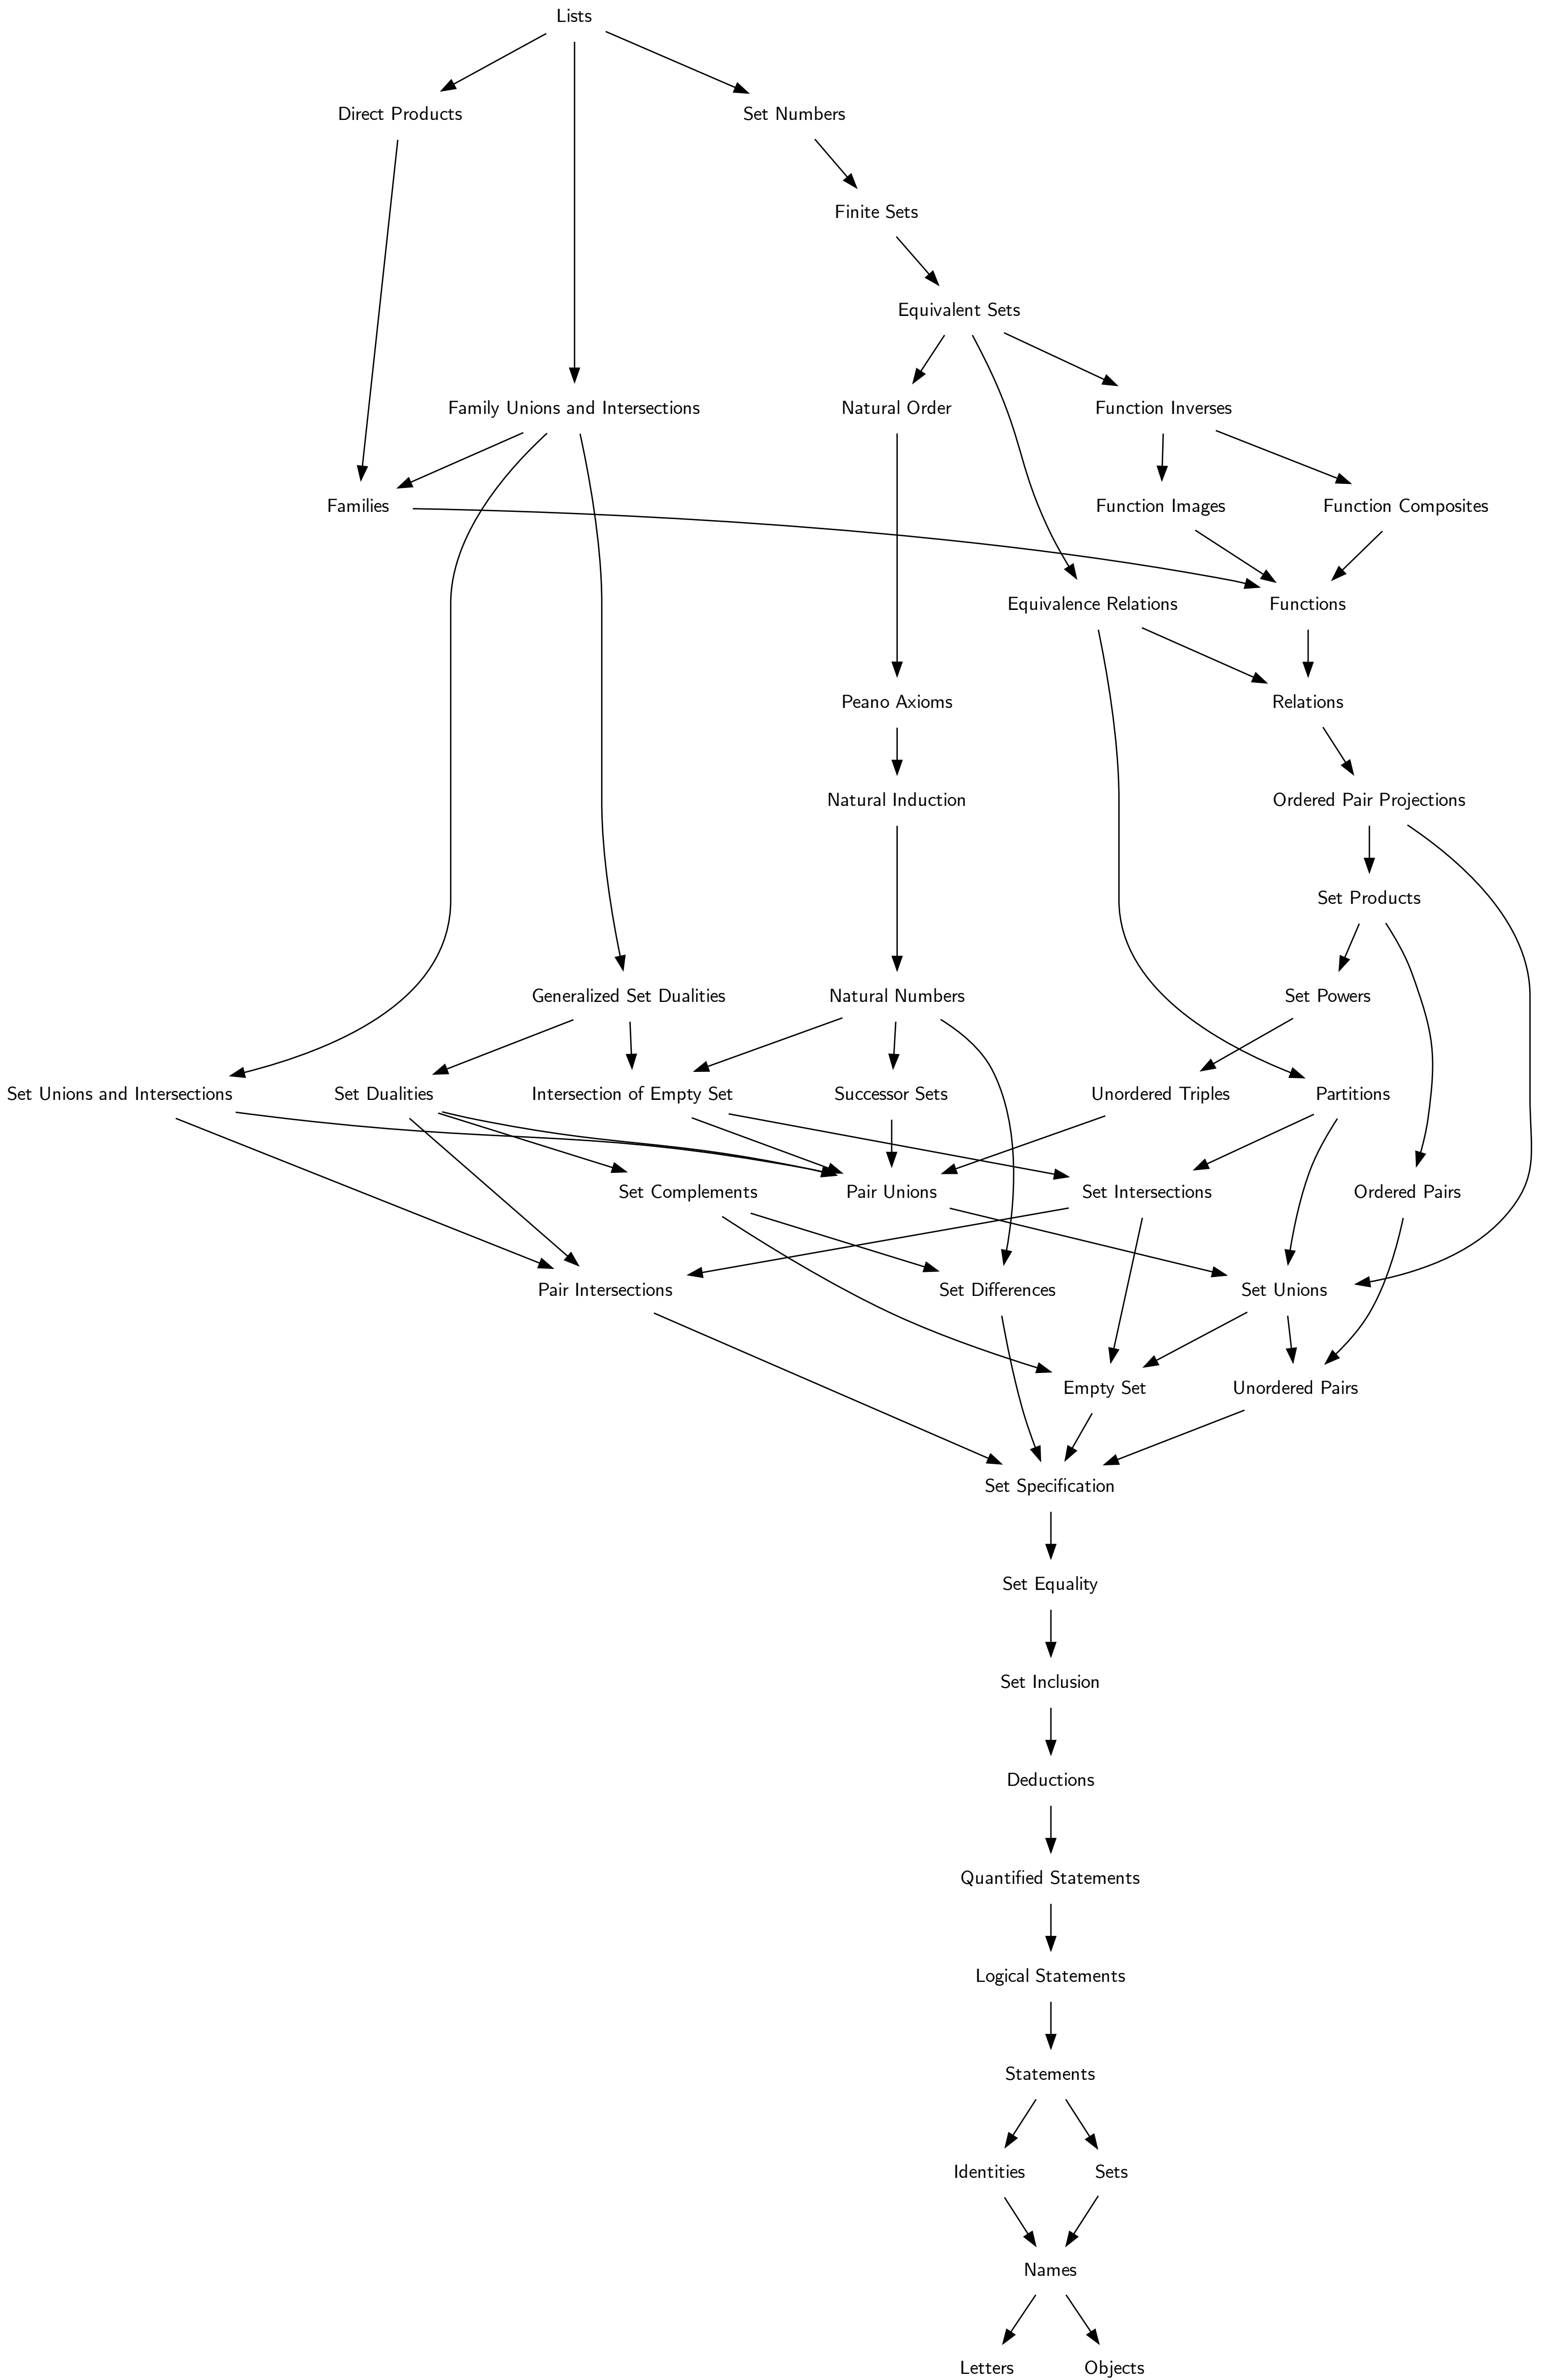 Lists
Direct Products
Set Numbers
Finite Sets
Equivalent Sets
Family Unions and Intersections
Natural Order
Function Inverses
Families
Function Images
Function Composites
Equivalence Relations
Functions
Peano Axioms
Relations
Natural Induction
Ordered Pair Projections
Set Products
Generalized Set Dualities
Natural Numbers
Set Powers
Set Unions and Intersections
Set Dualities
Intersection of Empty Set
Successor Sets
Unordered Triples
Partitions
Set Complements
Pair Unions
Set Intersections
Ordered Pairs
Pair Intersections
Set Differences
Set Unions
Empty Set
Unordered Pairs
Set Specification
Set Equality
Set Inclusion
Deductions
Quantified Statements
Logical Statements
Statements
Identities
Sets
Names
Letters
Objects